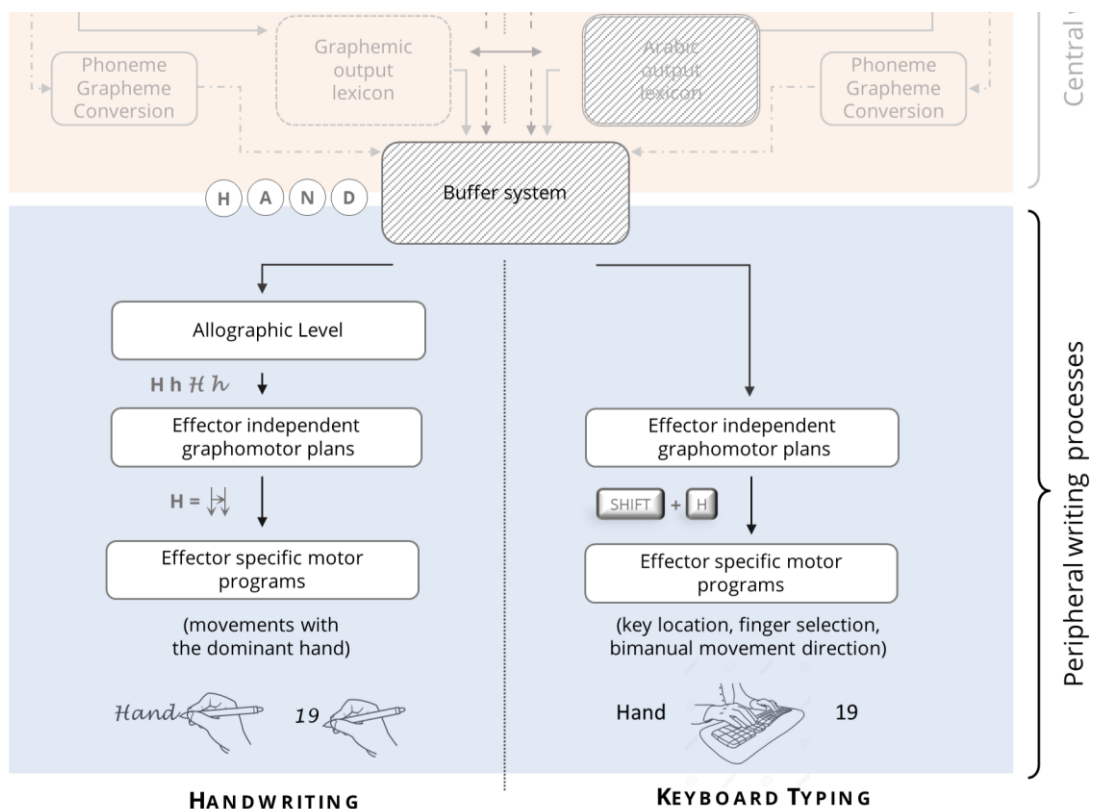 Phoneme
Grapheme
Conversion
Graphemic
output
lexicon
Arabic
output
lexicon
Phoneme
Grapheme
Conversion
Central
Buffer system
H A N D
Allographic Level
H h H h
Effector independent
graphomotor plans
H =
Effector specific motor
programs
(movements with
the dominant hand)
Hand
19
HANDWRITING
Effector independent
graphomotor plans
SHIFT + H
Effector specific motor
programs
(key location, finger selection,
bimanual movement direction)
Hand
19
KEYBOARD TYPING
Peripheral writing processes